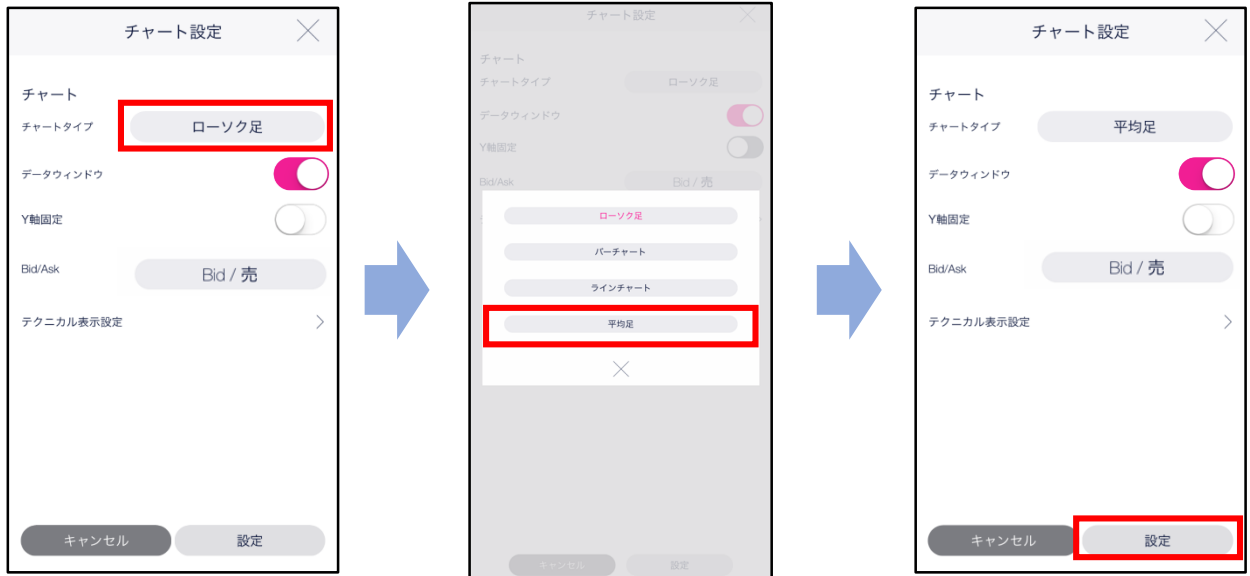 チャート設定
チャート
チャートタイプ ローソク足
データウィンドウ
Y軸固定
Bid/Ask Bid / 売
テクニカル表示設定
キャンセル 設定
チャート設定
チャート
チャートタイプ ローソク足
データウィンドウ
Y軸固定
Bid/Ask Bid / 売
ローソク足
バーチャート
ラインチャート
平均足
キャンセル 設定
チャート設定
チャート
チャートタイプ 平均足
データウィンドウ
Y軸固定
Bid/Ask Bid / 売
テクニカル表示設定
キャンセル 設定